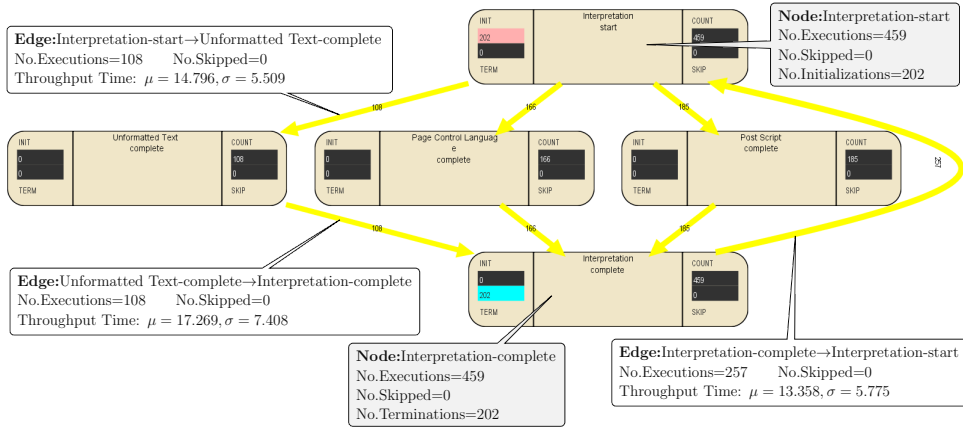 INIT
202
0
TERM
Interpretation
start
COUNT
459
0
SKIP
Node:Interpretation-start
No.Executions=459
No.Skipped=0
No.Initializations=202
Edge:Interpretation-start→Unformatted Text-complete
No.Executions=108 No.Skipped=0
Throughput Time: μ = 14.796, σ = 5.509
108
166
185
INIT
0
0
TERM
Unformatted Text
complete
COUNT
108
0
SKIP
INIT
0
0
TERM
Page Control Languag
e
complete
COUNT
166
0
SKIP
INIT
0
0
TERM
Post Script
complete
COUNT
185
0
SKIP
257
108
166
185
INIT
0
202
TERM
Interpretation
complete
COUNT
459
0
SKIP
Edge:Unformatted Text-complete→Interpretation-complete
No.Executions=108 No.Skipped=0
Throughput Time: μ = 17.269, σ = 7.408
Node:Interpretation-complete
No.Executions=459
No.Skipped=0
No.Terminations=202
Edge:Interpretation-complete→Interpretation-start
No.Executions=257 No.Skipped=0
Throughput Time: μ = 13.358, σ = 5.775